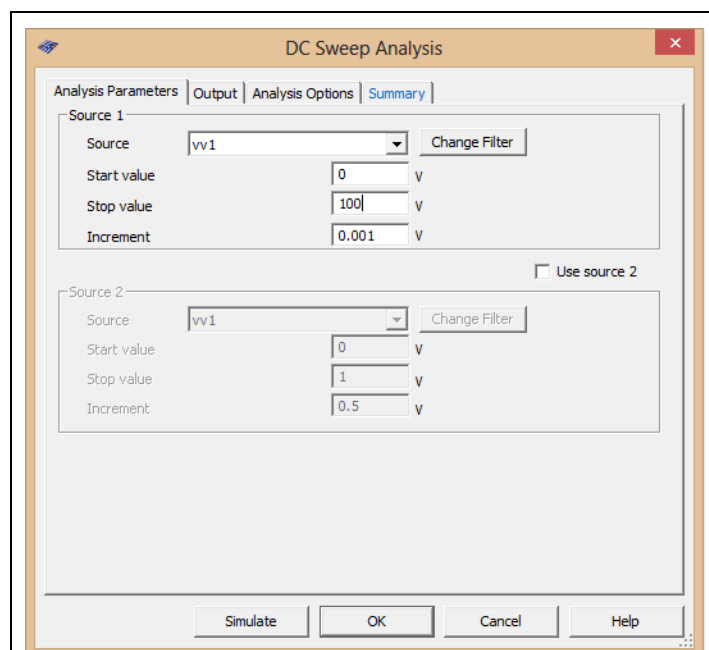 DC Sweep Analysis
Analysis Parameters Output Analysis Options Summary
Source 1
Source vv1 Change Filter
Start value 0 V
Stop value 100 V
Increment 0.001 V
Use source 2
Source 2
Source vv1 Change Filter
Start value 0 V
Stop value 1 V
Increment 0.5 V
Simulate OK Cancel Help